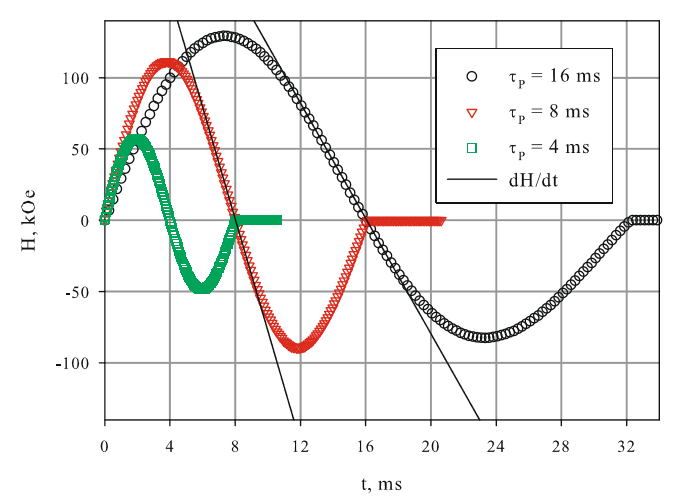 τP = 16 ms
τP = 8 ms
τP = 4 ms
dH/dt
H, kOe
100
50
0
-50
-100
0 4 8 12 16 20 24 28 32
t, ms